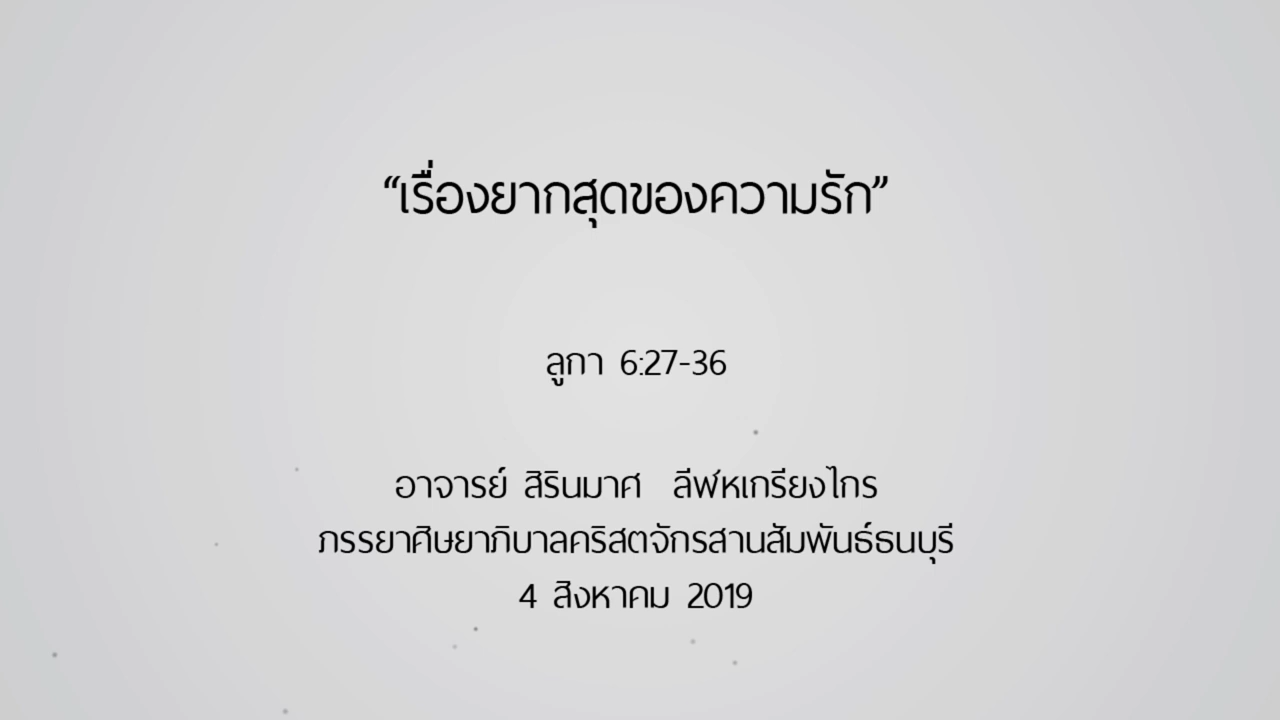 “เรื่องยากสุดของความรัก”
ลูกา 6:27-36
อาจารย์ สิรินมาศ ลีฬหเกรียงไกร
ภรรยาศิษยาภิบาลคริสตจักรสานสัมพันธ์ธนบุรี
4 สิงหาคม 2019